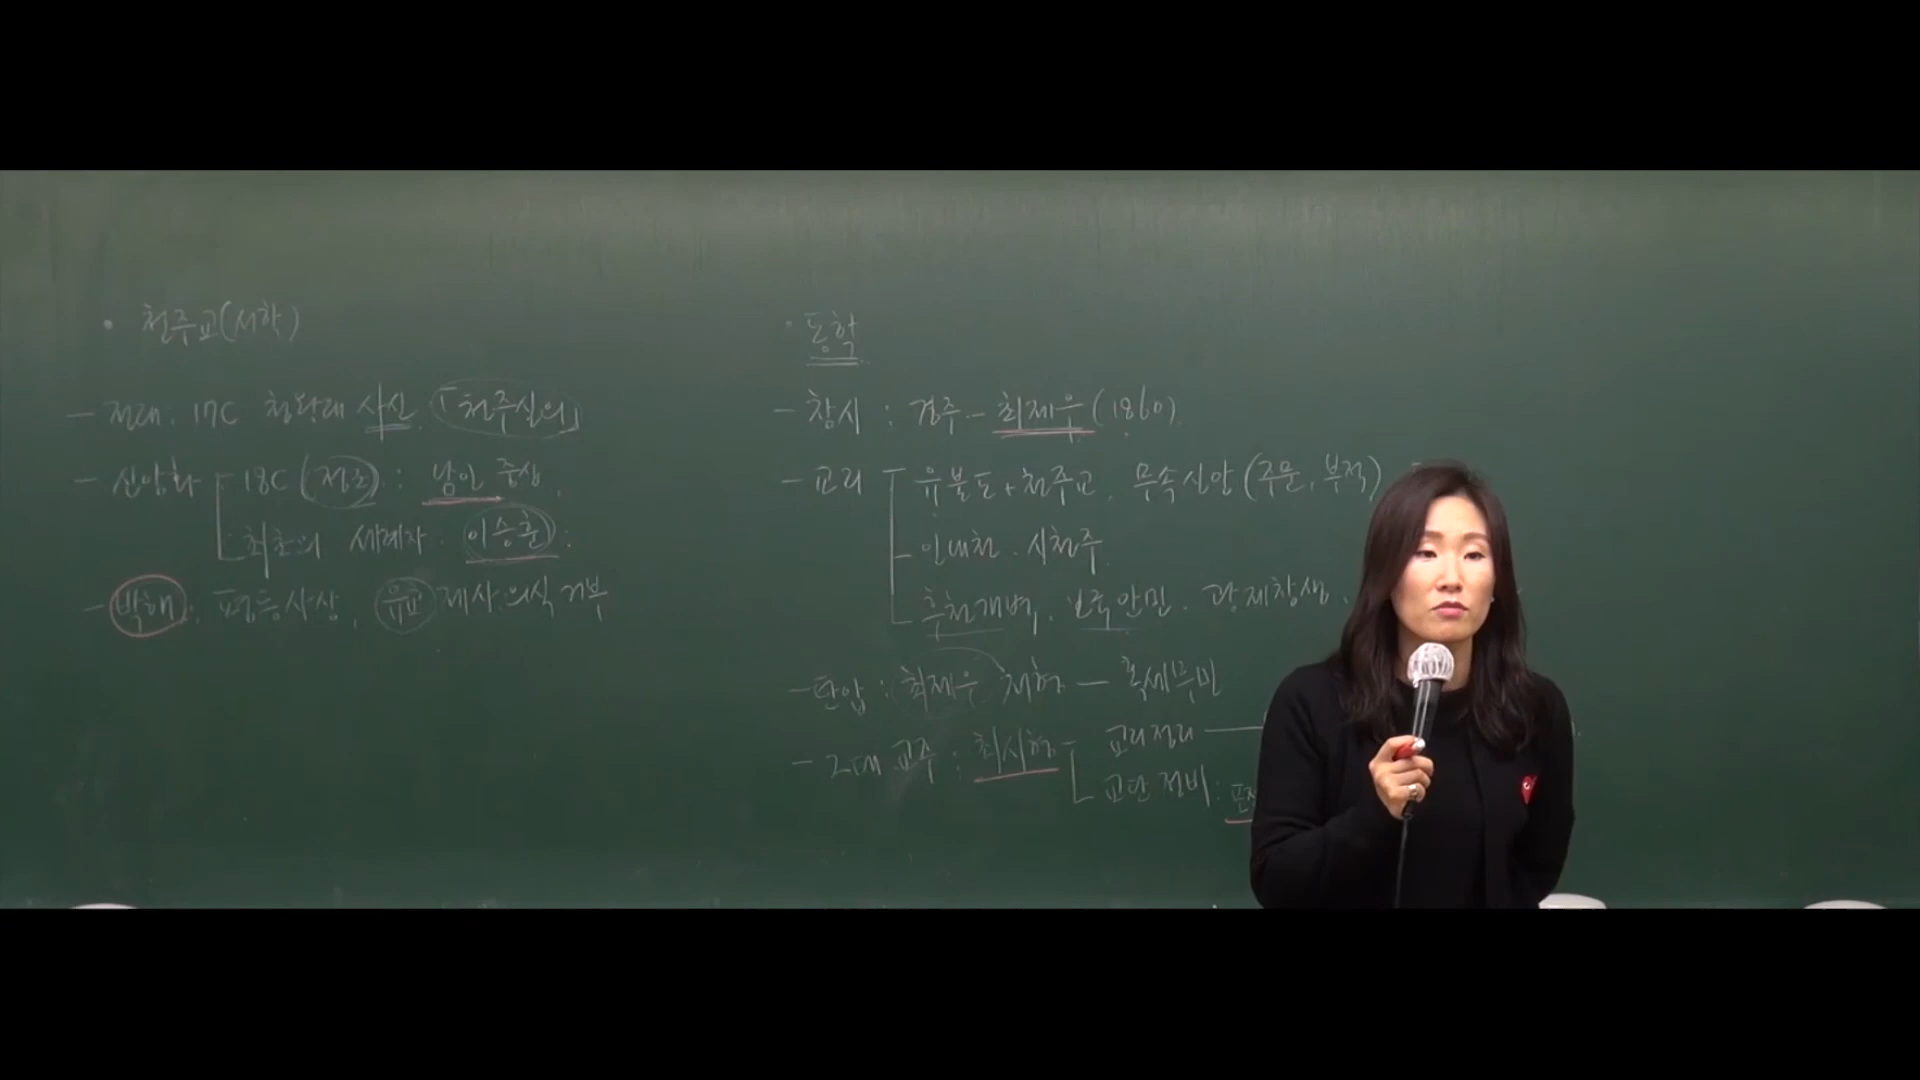 • 천주교(서학)
- 전래: 17C 청왕래 사신. 「천주실의」
- 신앙화 - 18C (정조) : 남인 중심.
최초의 세례자. 이승훈.
- 박해: 평등사상, 유교 제사 의식 거부
• 동학
- 창시 : 경주 - 최제우 (1860).
- 교리 유불도 + 천주교. 무속신앙 (주문, 부적)
- 인내천. 시천주.
후천개벽. 보국안민. 광제창생.
- 탄압 : 최제우 처형 - 혹세무민
- 2대 교주 : 최시형 - 교리정리 -
교단 정비 :